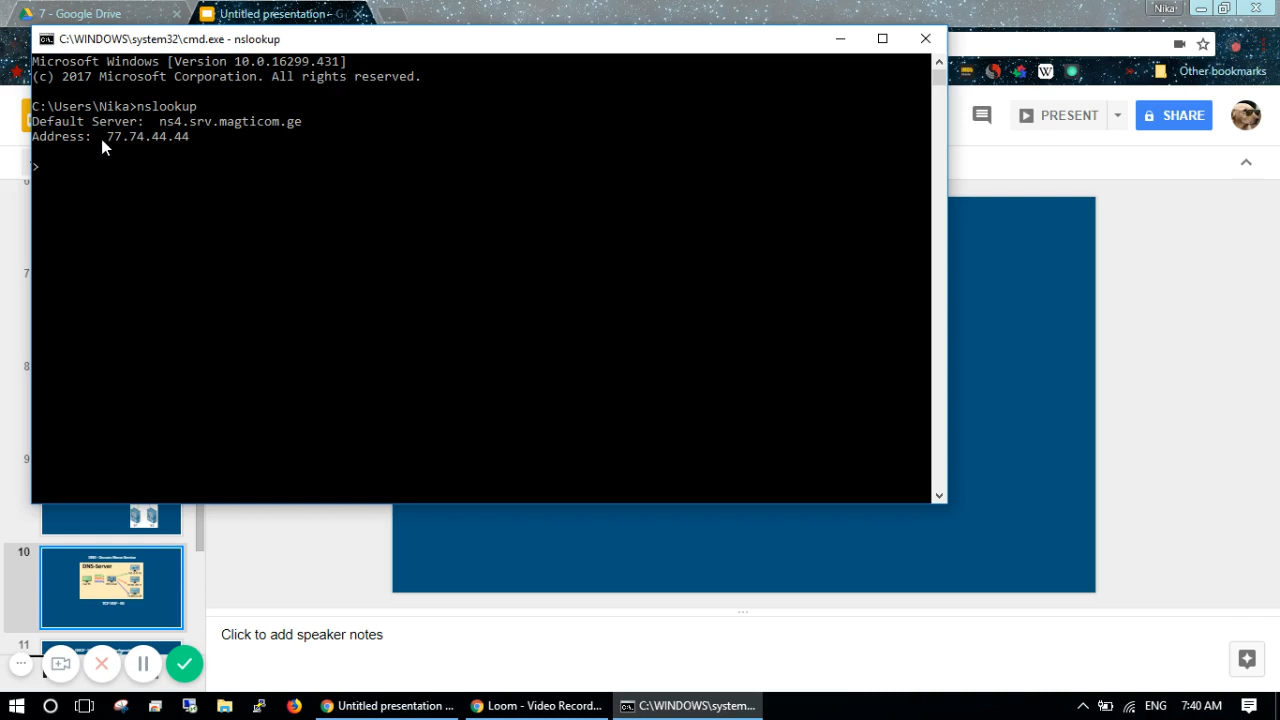 7 - Google Drive
Untitled presentation - G
Nika
C:\WINDOWS\system32\cmd.exe - nslookup
Other bookmarks
Microsoft Windows [Version 10.0.16299.431]
(c) 2017 Microsoft Corporation. All rights reserved.
C:\Users\Nika>nslookup
Default Server:  ns4.srv.magticom.ge
Address:  77.74.44.44
>
PRESENT
SHARE
6
7
8
9
10
DNS-Server
11
Click to add speaker notes
Untitled presentation ...
Loom - Video Record...
C:\WINDOWS\system...
ENG
7:40 AM